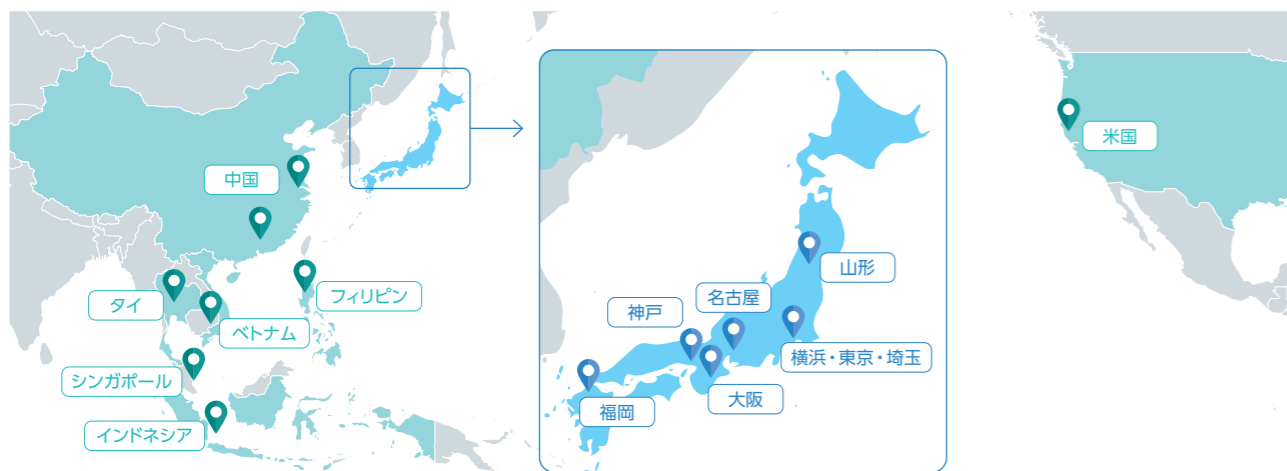 中国
タイ
フィリピン
ベトナム
シンガポール
インドネシア
山形
名古屋
神戸
横浜・東京・埼玉
大阪
福岡
米国